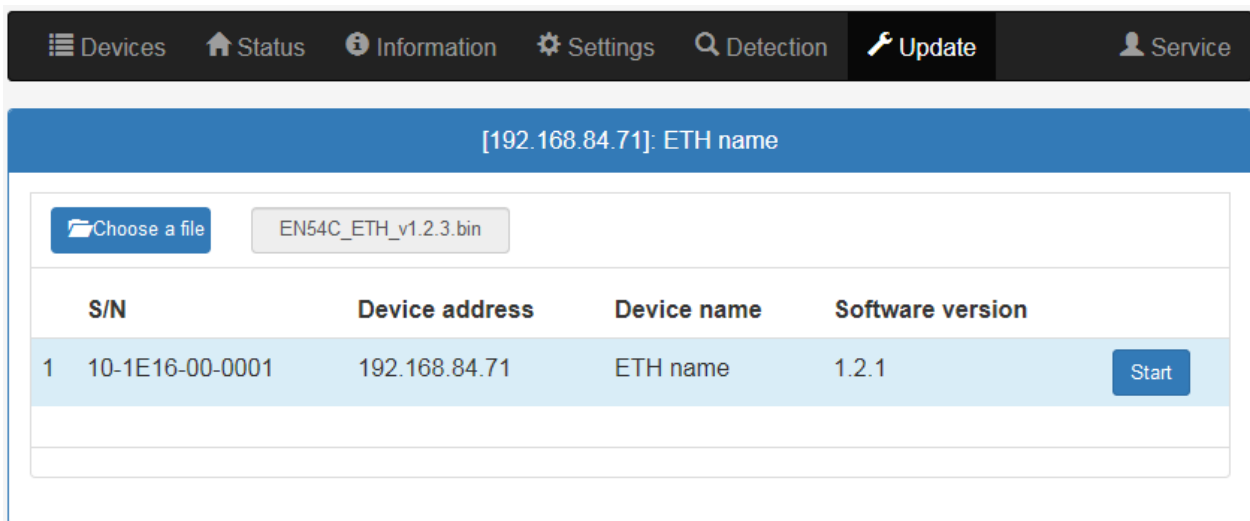 Devices Status Information Settings Detection Update Service
[192.168.84.71]: ETH name
Choose a file EN54C_ETH_v1.2.3.bin
S/N Device address Device name Software version
1 10-1E16-00-0001 192.168.84.71 ETH name 1.2.1 Start